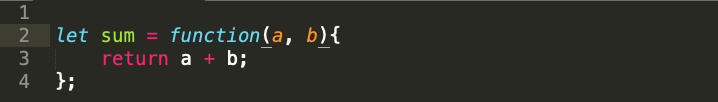 1
2 let sum = function(a, b){
3     return a + b;
4 };